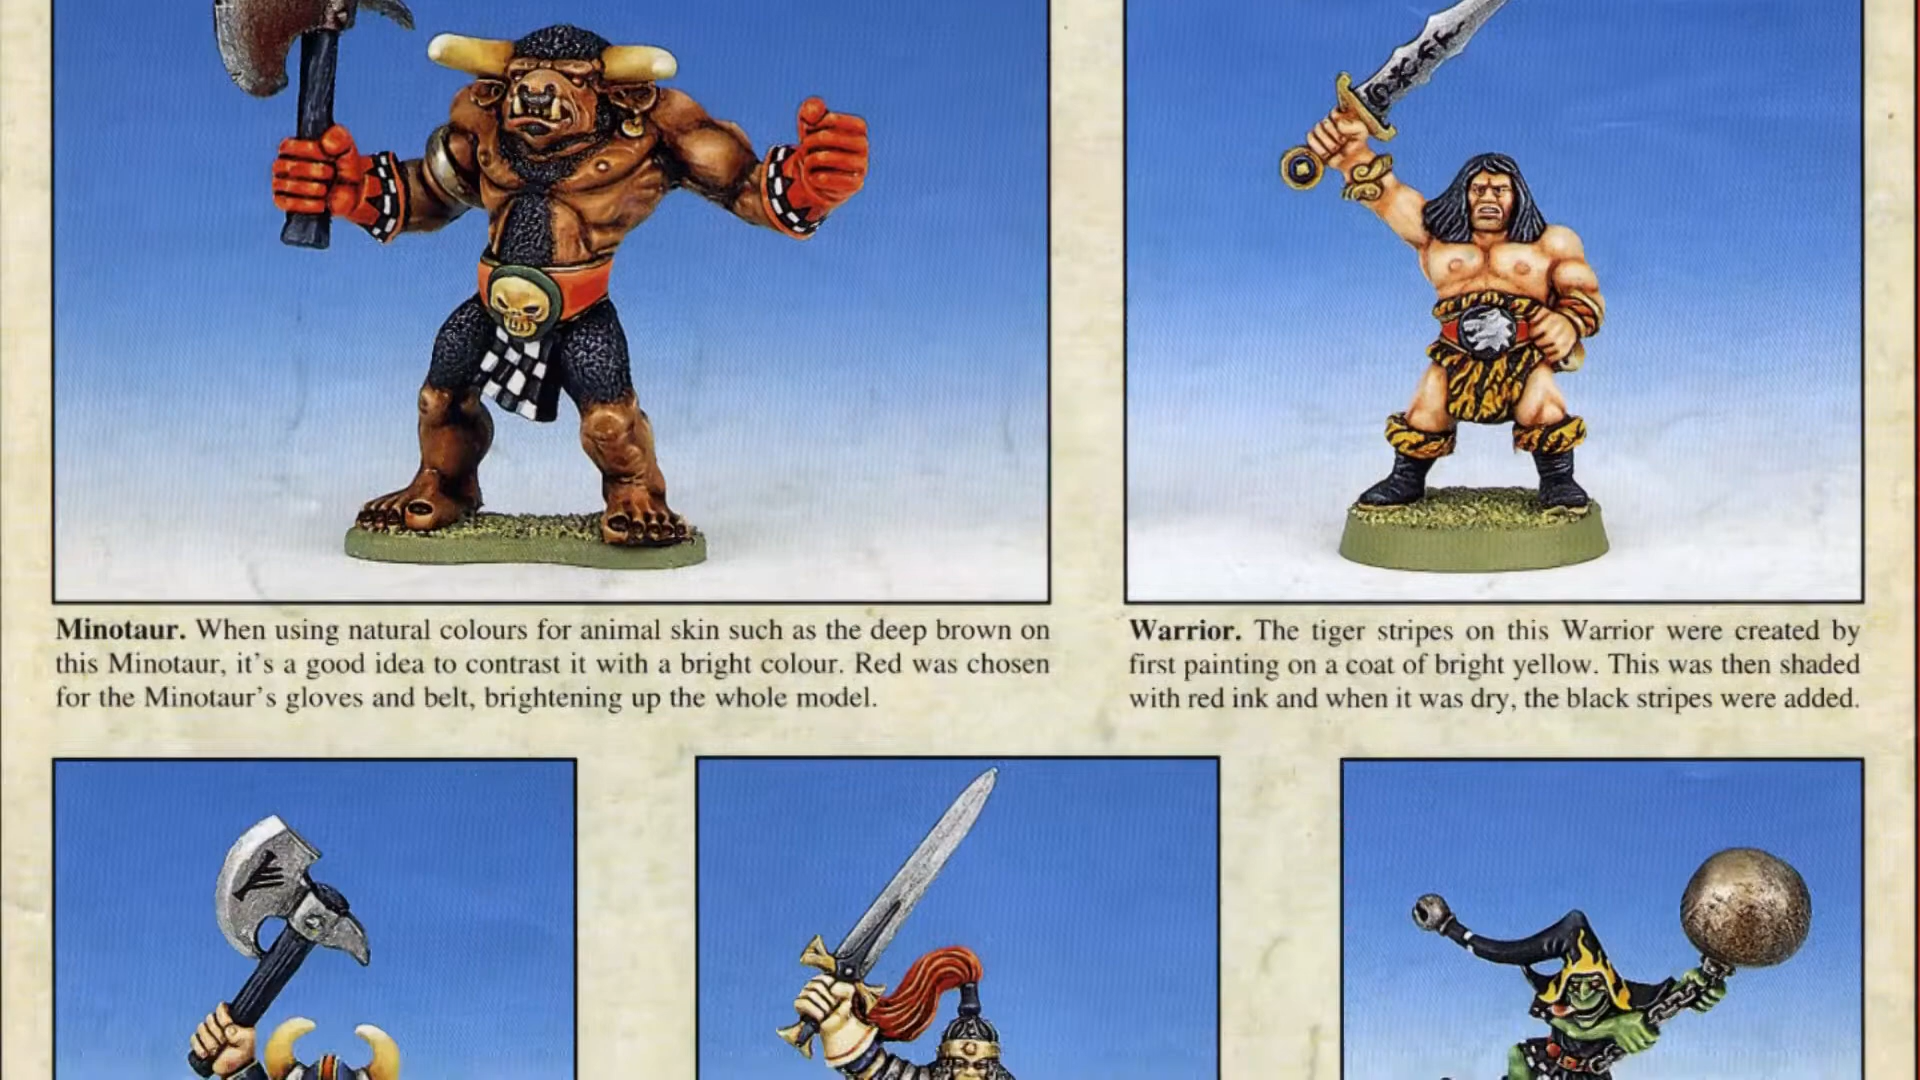 Minotaur. When using natural colours for animal skin such as the deep brown on
this Minotaur, it's a good idea to contrast it with a bright colour. Red was chosen
for the Minotaur's gloves and belt, brightening up the whole model.
Warrior. The tiger stripes on this Warrior were created by
first painting on a coat of bright yellow. This was then shaded
with red ink and when it was dry, the black stripes were added.